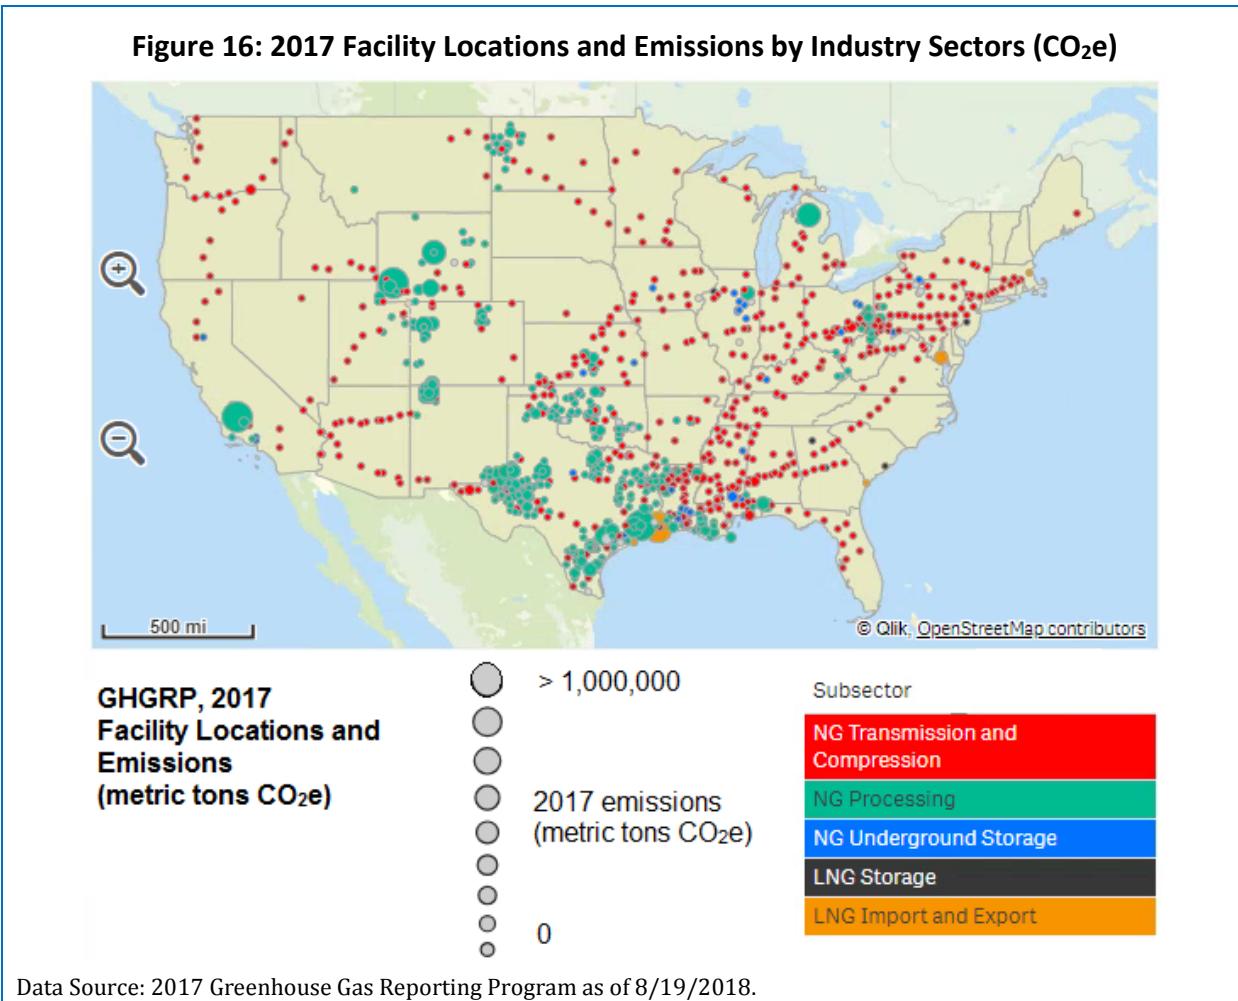 Figure 16: 2017 Facility Locations and Emissions by Industry Sectors (CO₂e)
500 mi
© Qlik, OpenStreetMap contributors
GHGRP, 2017
Facility Locations and
Emissions
(metric tons CO₂e)
> 1,000,000
2017 emissions
(metric tons CO₂e)
0
Subsector
NG Transmission and
Compression
NG Processing
NG Underground Storage
LNG Storage
LNG Import and Export
Data Source: 2017 Greenhouse Gas Reporting Program as of 8/19/2018.